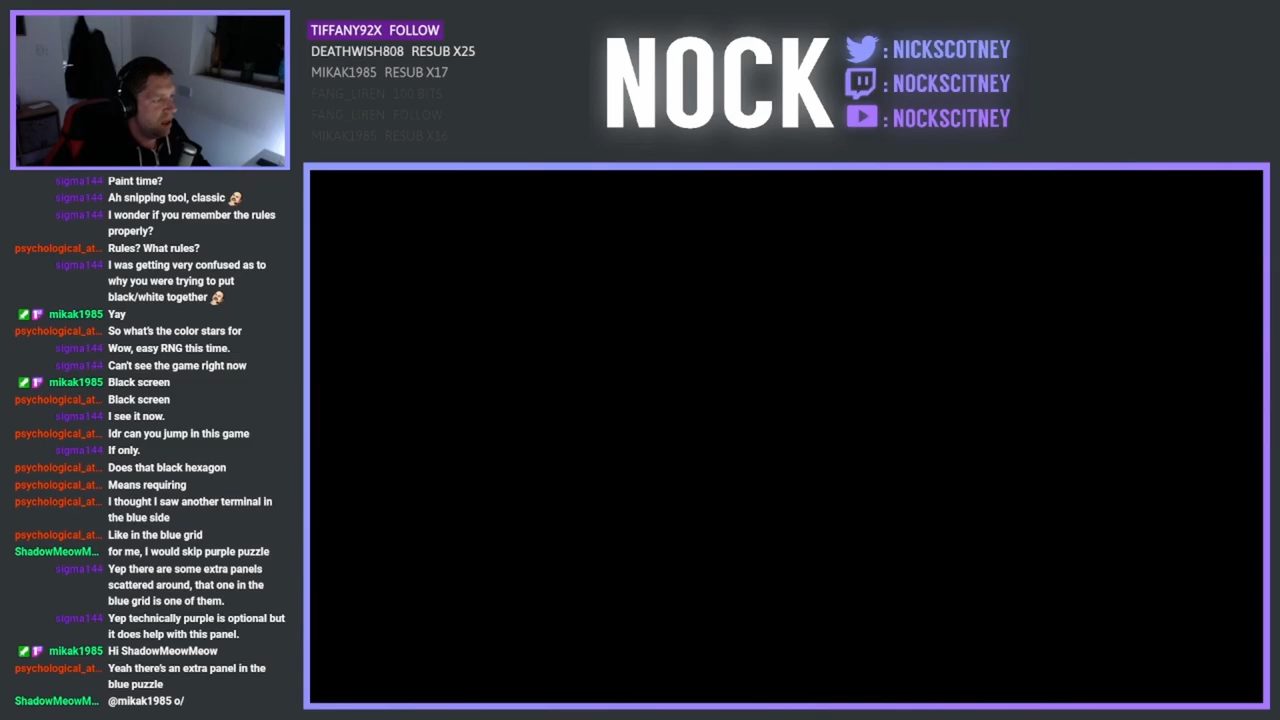 TIFFANY92X FOLLOW
DEATHWISH808 RESUB X25
MIKAK1985 RESUB X17
FANG_LIREN 100 BITS
FANG_LIREN FOLLOW
MIKAK1985 RESUB X16
NOCK
: NICKSCOTNEY
: NOCKSCITNEY
: NOCKSCITNEY
sigma144 Paint time?
sigma144 Ah snipping tool, classic
sigma144 I wonder if you remember the rules
properly?
psychological_at... Rules? What rules?
sigma144 I was getting very confused as to
why you were trying to put
black/white together
mikak1985 Yay
psychological_at... So what's the color stars for
sigma144 Wow, easy RNG this time.
sigma144 Can't see the game right now
mikak1985 Black screen
psychological_at... Black screen
sigma144 I see it now.
psychological_at... Idr can you jump in this game
sigma144 If only.
psychological_at... Does that black hexagon
psychological_at... Means requiring
psychological_at... I thought I saw another terminal in
the blue side
psychological_at... Like in the blue grid
ShadowMeowM... for me, I would skip purple puzzle
sigma144 Yep there are some extra panels
scattered around, that one in the
blue grid is one of them.
sigma144 Yep technically purple is optional but
it does help with this panel.
mikak1985 Hi ShadowMeowMeow
psychological_at... Yeah there's an extra panel in the
blue puzzle
ShadowMeowM... @mikak1985 o/